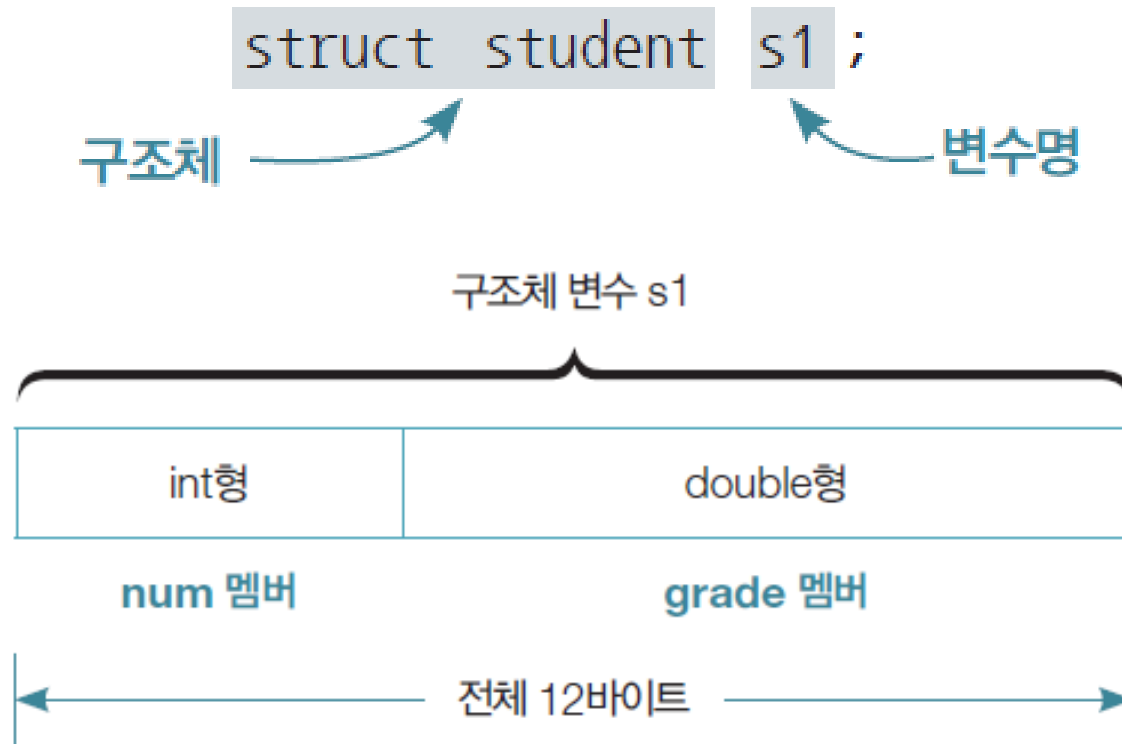 struct student s1 ;
구조체 변수명
구조체 변수 s1
int형 double형
num 멤버 grade 멤버
전체 12바이트